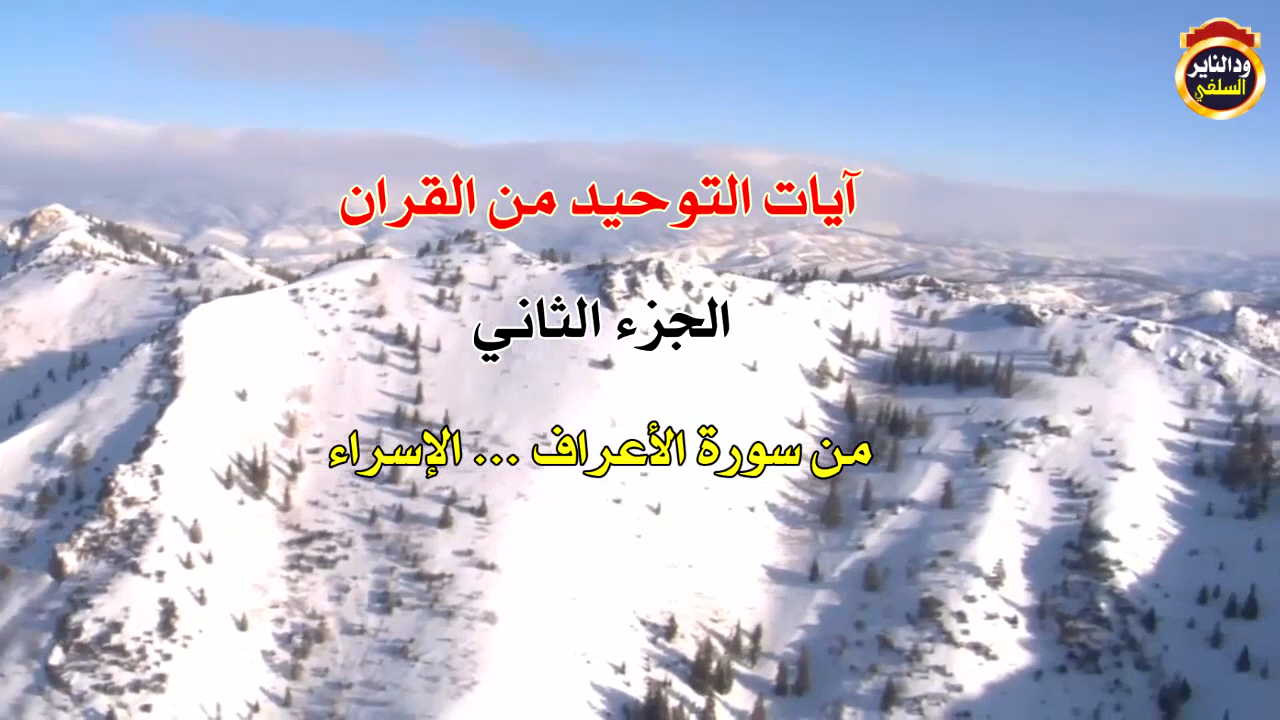 ودالناير
السلفي
آيات التوحيد من القران
الجزء الثاني
من سورة الأعراف ... الإسراء